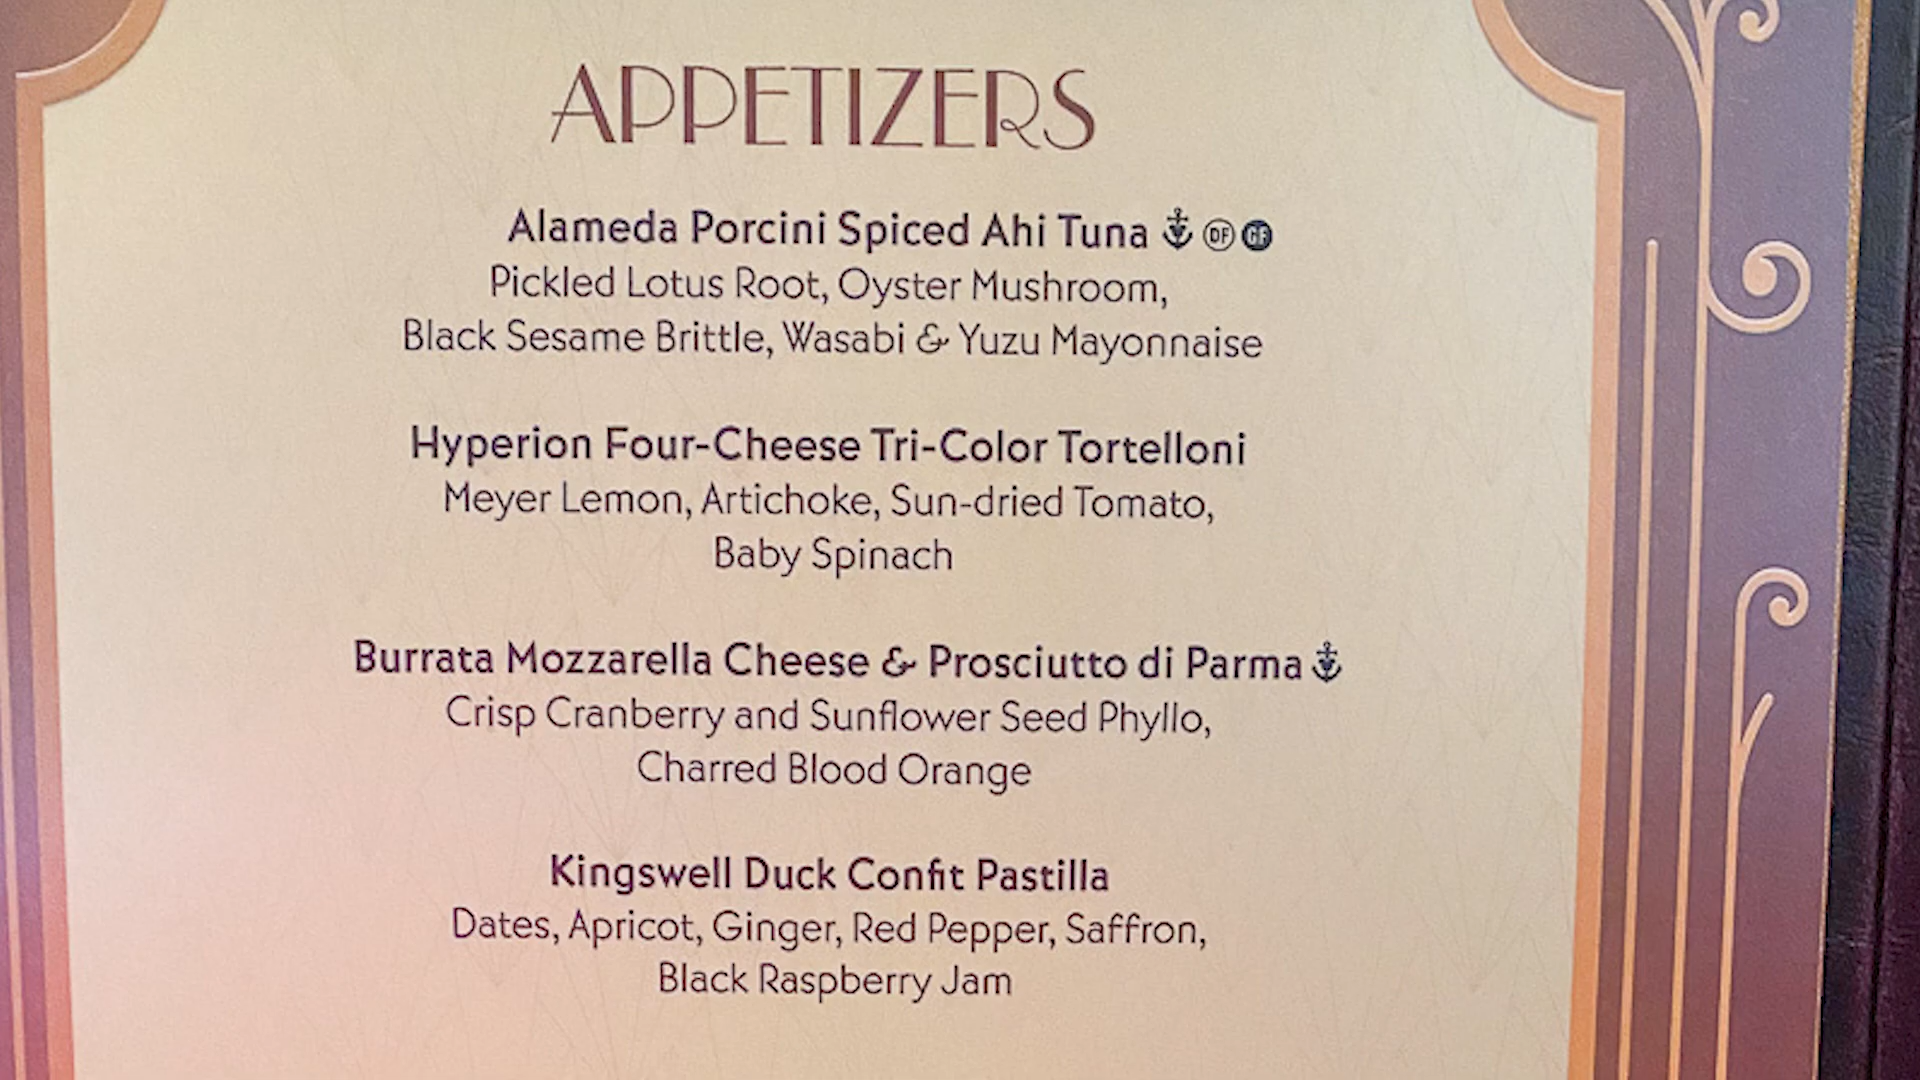 APPETIZERS
Alameda Porcini Spiced Ahi Tuna DF GF
Pickled Lotus Root, Oyster Mushroom,
Black Sesame Brittle, Wasabi & Yuzu Mayonnaise
Hyperion Four-Cheese Tri-Color Tortelloni
Meyer Lemon, Artichoke, Sun-dried Tomato,
Baby Spinach
Burrata Mozzarella Cheese & Prosciutto di Parma
Crisp Cranberry and Sunflower Seed Phyllo,
Charred Blood Orange
Kingswell Duck Confit Pastilla
Dates, Apricot, Ginger, Red Pepper, Saffron,
Black Raspberry Jam